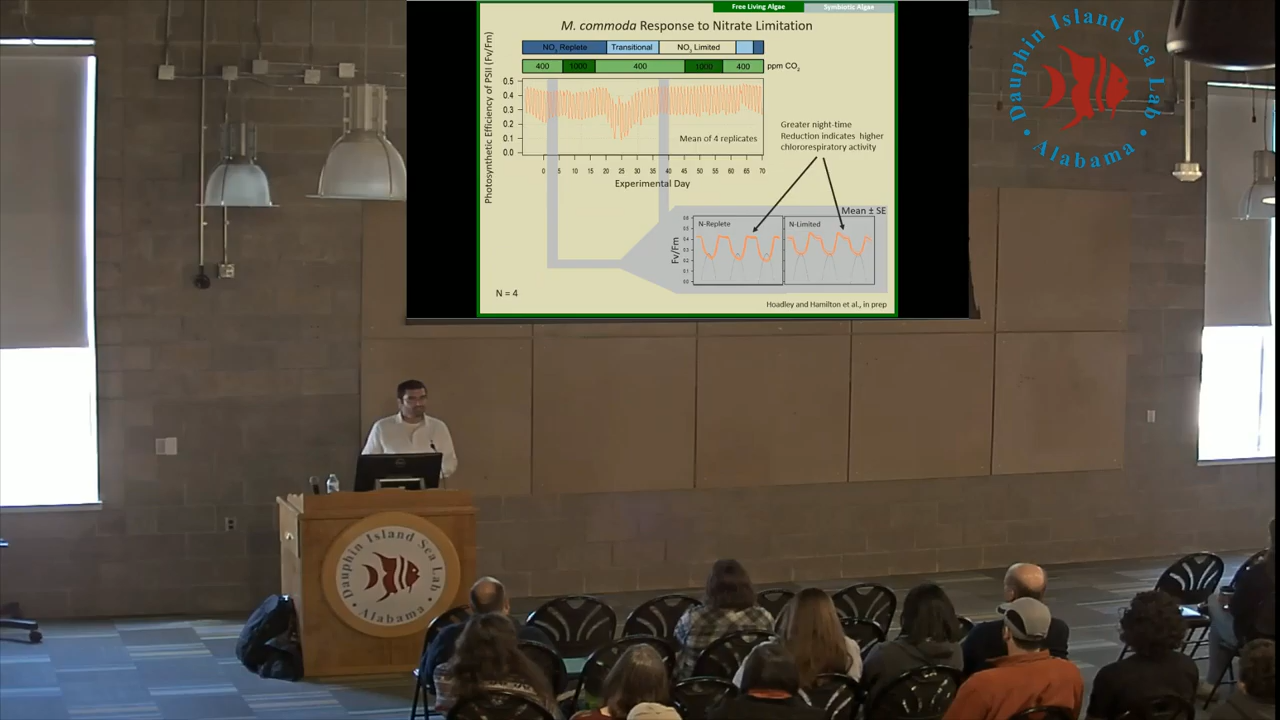 Free Living Algae
Symbiotic Algae
M. commoda Response to Nitrate Limitation
NO3 Replete
Transitional
NO3 Limited
400
1000
400
1000
400
ppm CO2
Photosynthetic Efficiency of PSII (Fv/Fm)
0.5
0.4
0.3
0.2
0.1
0.0
Mean of 4 replicates
0 5 10 15 20 25 30 35 40 45 50 55 60 65 70
Experimental Day
Greater night-time
Reduction indicates higher
chlororespiratory activity
Mean ± SE
N-Replete
N-Limited
Fv/Fm
N = 4
Hoadley and Hamilton et al., in prep
Dauphin Island Sea Lab
Alabama
Dauphin Island Sea Lab
Alabama